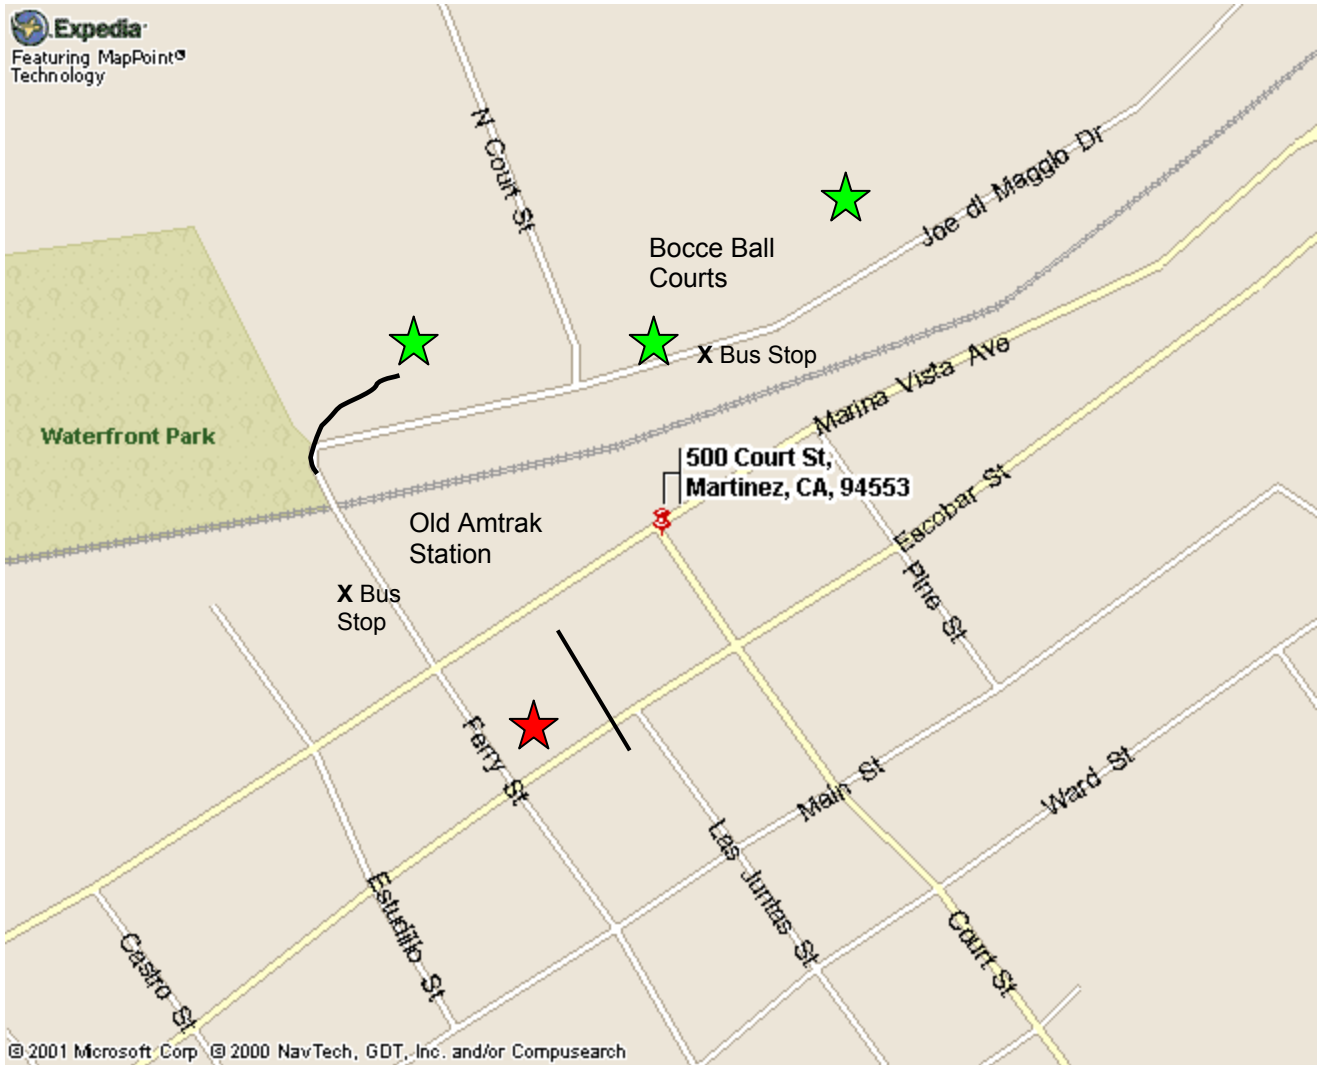 Expedia
Featuring MapPoint
Technology
N Court St
Joe di Maggio Dr
Bocce Ball
Courts
X Bus Stop
Marina Vista Ave
Waterfront Park
500 Court St,
Martinez, CA, 94553
Escobar St
Old Amtrak
Station
Pine St
X Bus
Stop
Ferry St
Main St
Ward St
Las Juntas St
Estudillo St
Court St
Castro St
© 2001 Microsoft Corp © 2000 NavTech, GDT, Inc. and/or Compusearch